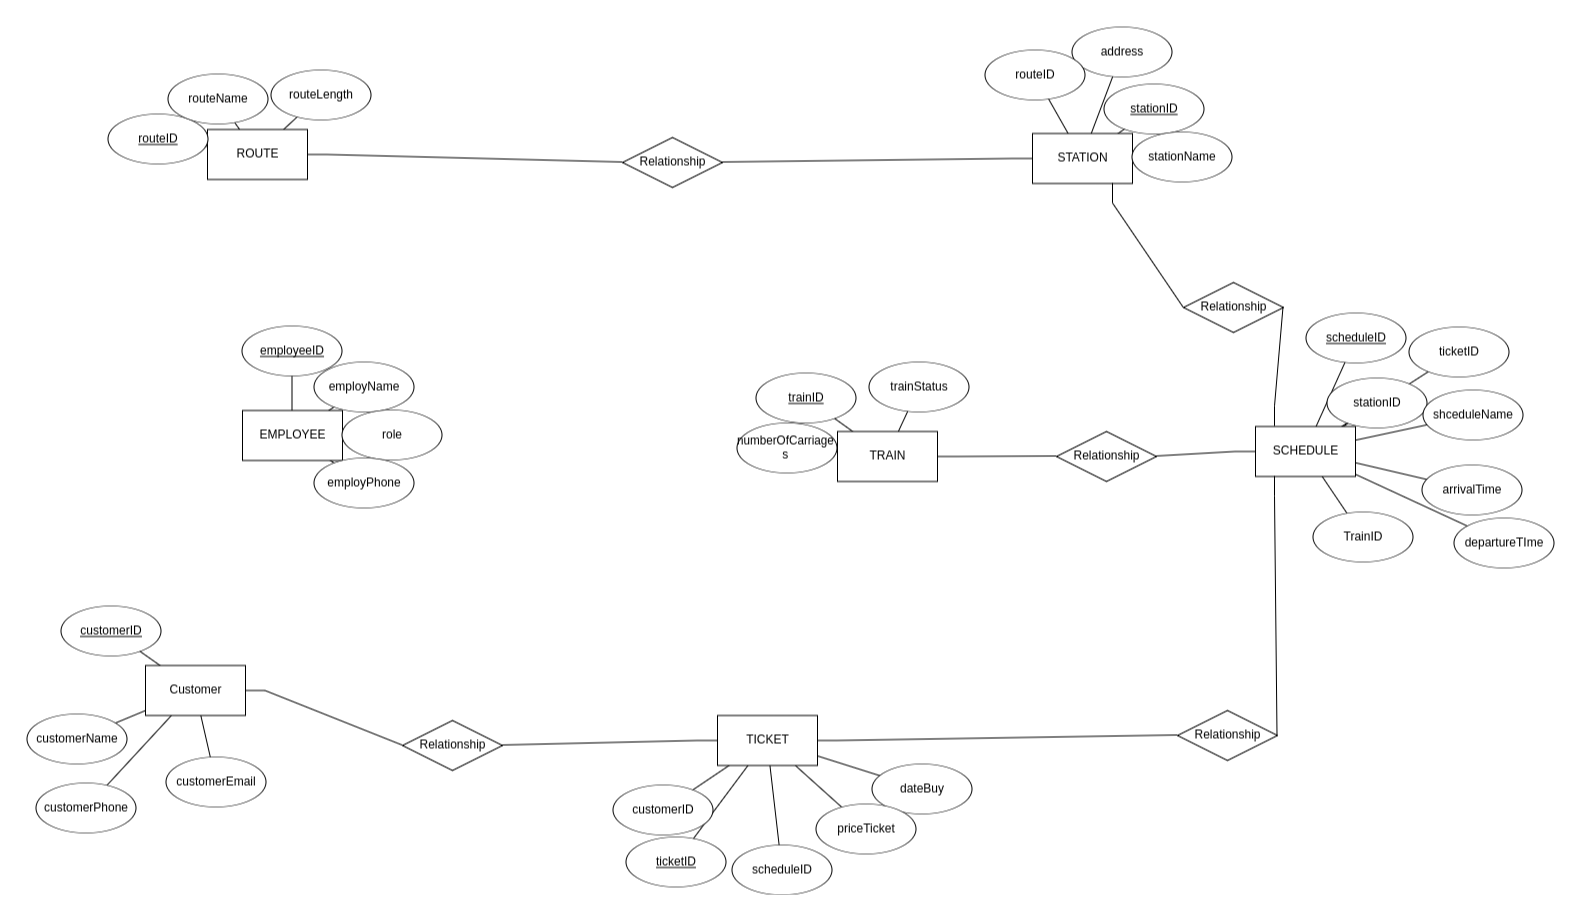 address
routeID
routeName
routeLength
stationID
routeID
ROUTE
Relationship
STATION
stationName
Relationship
scheduleID
ticketID
employeeID
employName
trainID
trainStatus
stationID
shceduleName
EMPLOYEE
role
numberOfCarriage
s
TRAIN
Relationship
SCHEDULE
employPhone
arrivalTime
TrainID
departureTIme
customerID
Customer
customerName
Relationship
TICKET
Relationship
customerEmail
customerPhone
dateBuy
customerID
priceTicket
ticketID
scheduleID